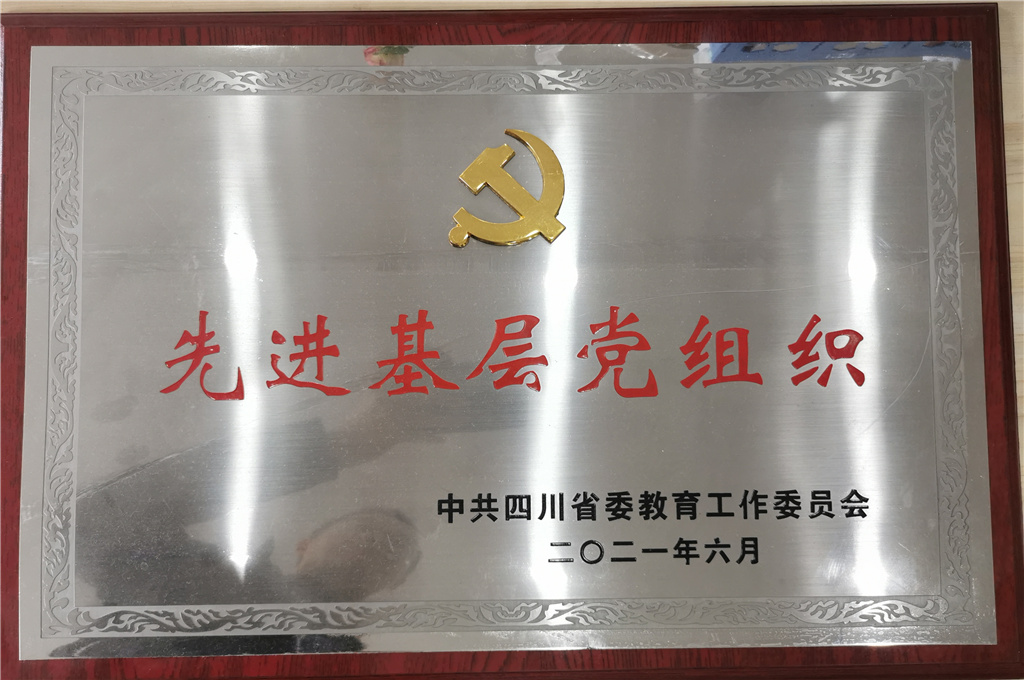 先进基层党组织
中共四川省委教育工作委员会
二〇二一年六月